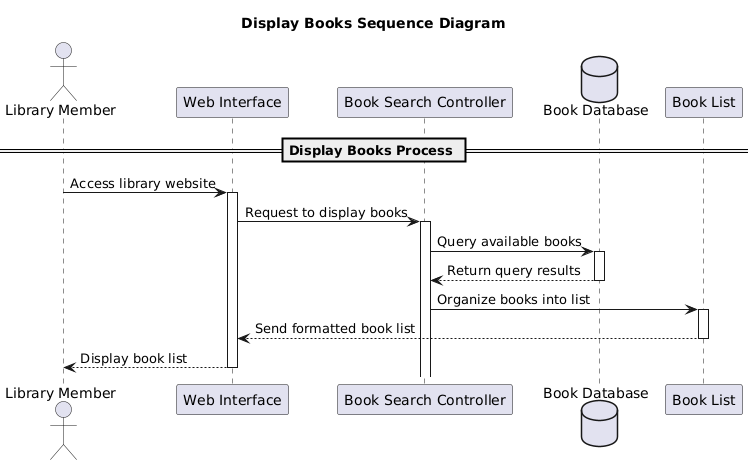 Display Books Sequence Diagram
Library Member
Web Interface
Book Search Controller
Book Database
Book List
Display Books Process
Access library website
Request to display books
Query available books
Return query results
Organize books into list
Send formatted book list
Display book list
Library Member
Web Interface
Book Search Controller
Book Database
Book List